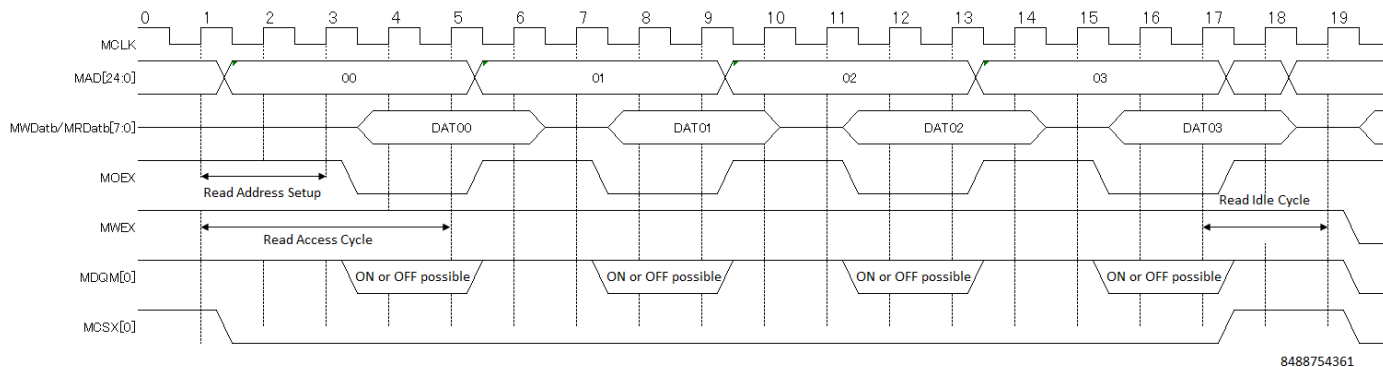 0 1 2 3 4 5 6 7 8 9 10 11 12 13 14 15 16 17 18 19
MCLK
MAD[24:0] 00 01 02 03
MWDatb/MRDatb[7:0] DAT00 DAT01 DAT02 DAT03
MOEX
Read Address Setup
Read Idle Cycle
MWEX
Read Access Cycle
MDQM[0] ON or OFF possible ON or OFF possible ON or OFF possible ON or OFF possible
MCSX[0]
8488754361